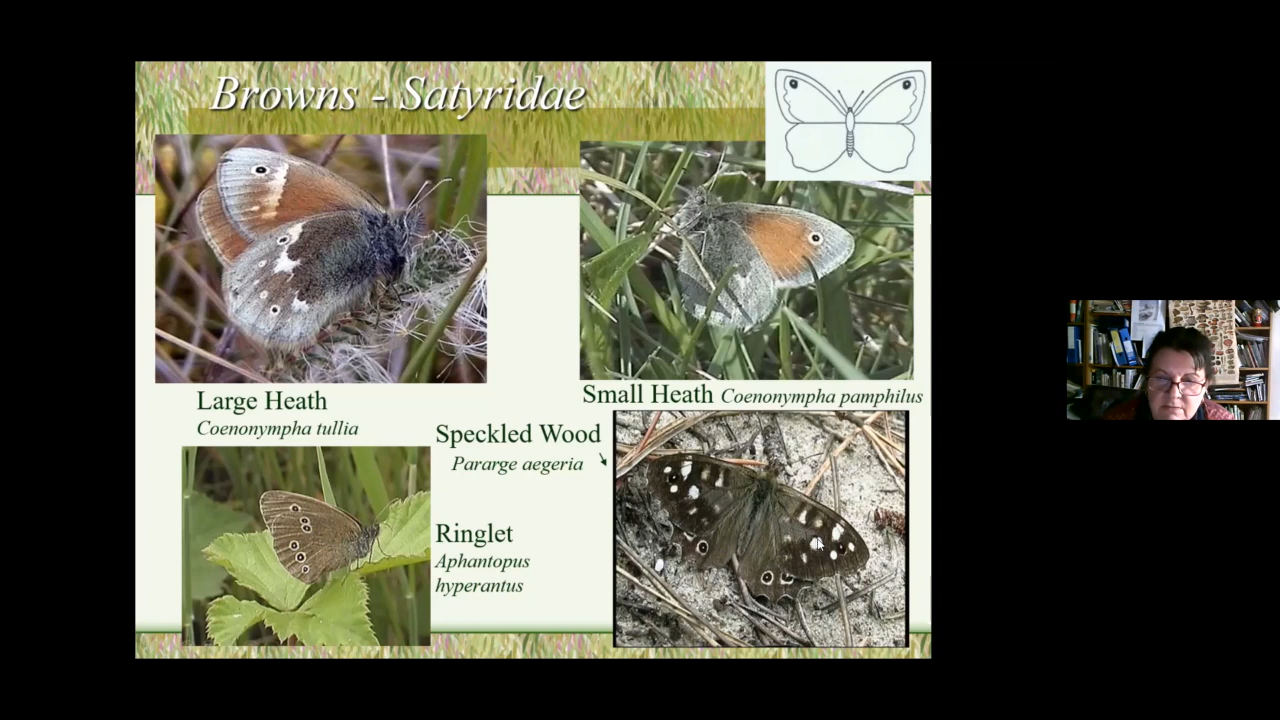 Browns - Satyridae
Large Heath
Coenonympha tullia
Small Heath Coenonympha pamphilus
Speckled Wood
Pararge aegeria
Ringlet
Aphantopus
hyperantus